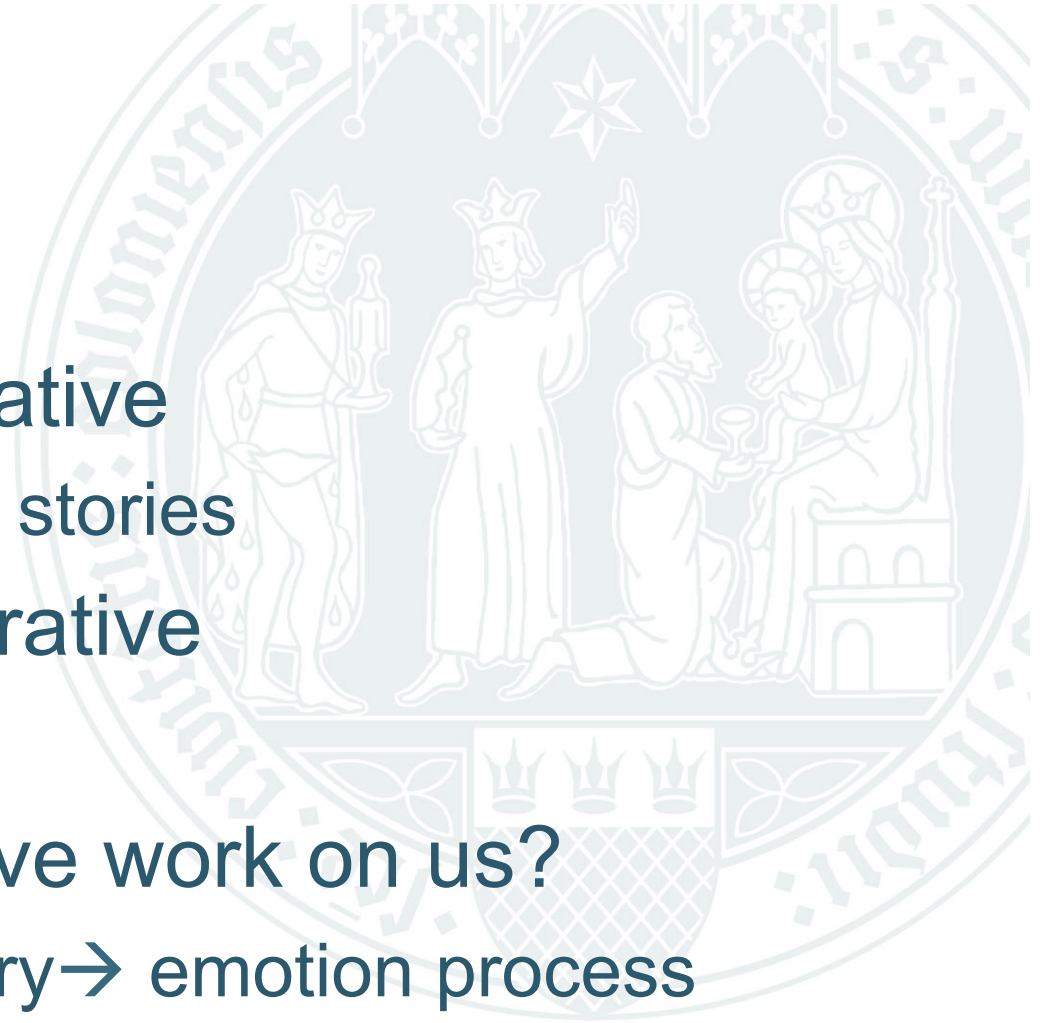 ative
stories
rative
ve work on us?
ry→ emotion process